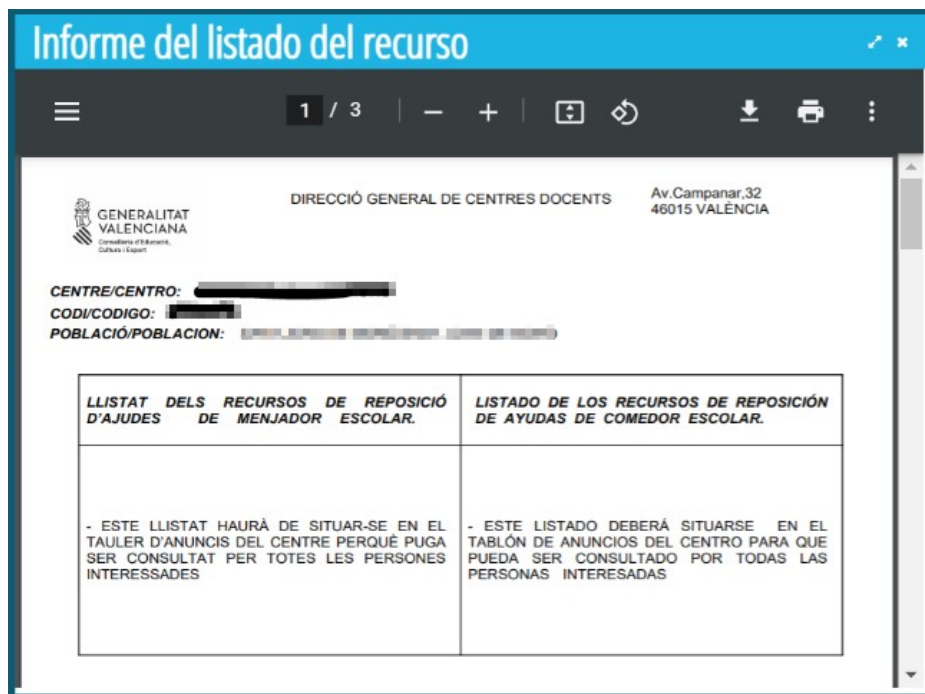 Informe del listado del recurso
1 / 3
GENERALITAT
VALENCIANA
Conselleria d'Educació,
Cultura i Esport
DIRECCIÓ GENERAL DE CENTRES DOCENTS
Av.Campanar,32
46015 VALÈNCIA
CENTRE/CENTRO:
CODI/CODIGO:
POBLACIÓ/POBLACION:
LLISTAT DELS RECURSOS DE REPOSICIÓ
D'AJUDES DE MENJADOR ESCOLAR.
LISTADO DE LOS RECURSOS DE REPOSICIÓN
DE AYUDAS DE COMEDOR ESCOLAR.
- ESTE LLISTAT HAURÀ DE SITUAR-SE EN EL
TAULER D'ANUNCIS DEL CENTRE PERQUÈ PUGA
SER CONSULTAT PER TOTES LES PERSONES
INTERESSADES
- ESTE LISTADO DEBERÁ SITUARSE EN EL
TABLÓN DE ANUNCIOS DEL CENTRO PARA QUE
PUEDA SER CONSULTADO POR TODAS LAS
PERSONAS INTERESADAS